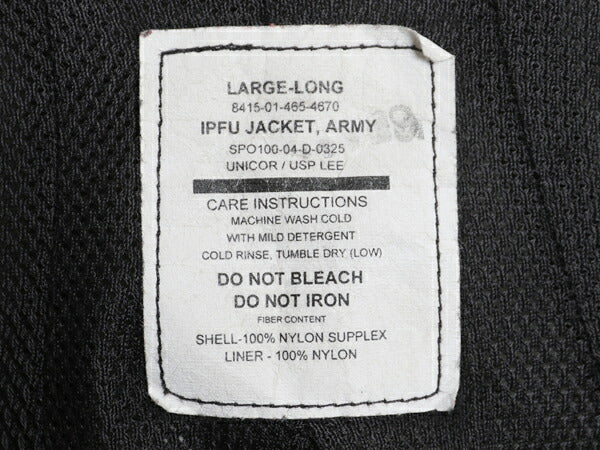 LARGE-LONG
8415-01-465-4670
IPFU JACKET, ARMY
SPO100-04-D-0325
UNICOR / USP LEE
CARE INSTRUCTIONS
MACHINE WASH COLD
WITH MILD DETERGENT
COLD RINSE, TUMBLE DRY (LOW)
DO NOT BLEACH
DO NOT IRON
FIBER CONTENT
SHELL-100% NYLON SUPPLEX
LINER - 100% NYLON